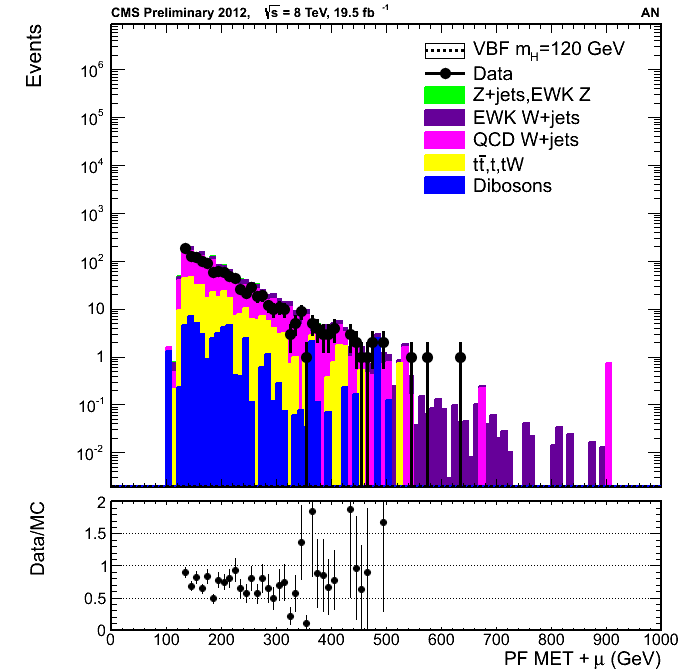 CMS Preliminary 2012, √s = 8 TeV, 19.5 fb⁻¹ AN
Events
10⁶
10⁵
10⁴
10³
10²
10
1
10⁻¹
10⁻²
VBF m_H=120 GeV
Data
Z+jets,EWK Z
EWK W+jets
QCD W+jets
tt̄,t,tW
Dibosons
Data/MC
2
1.5
1
0.5
0
0 100 200 300 400 500 600 700 800 900 1000
PF MET + μ (GeV)